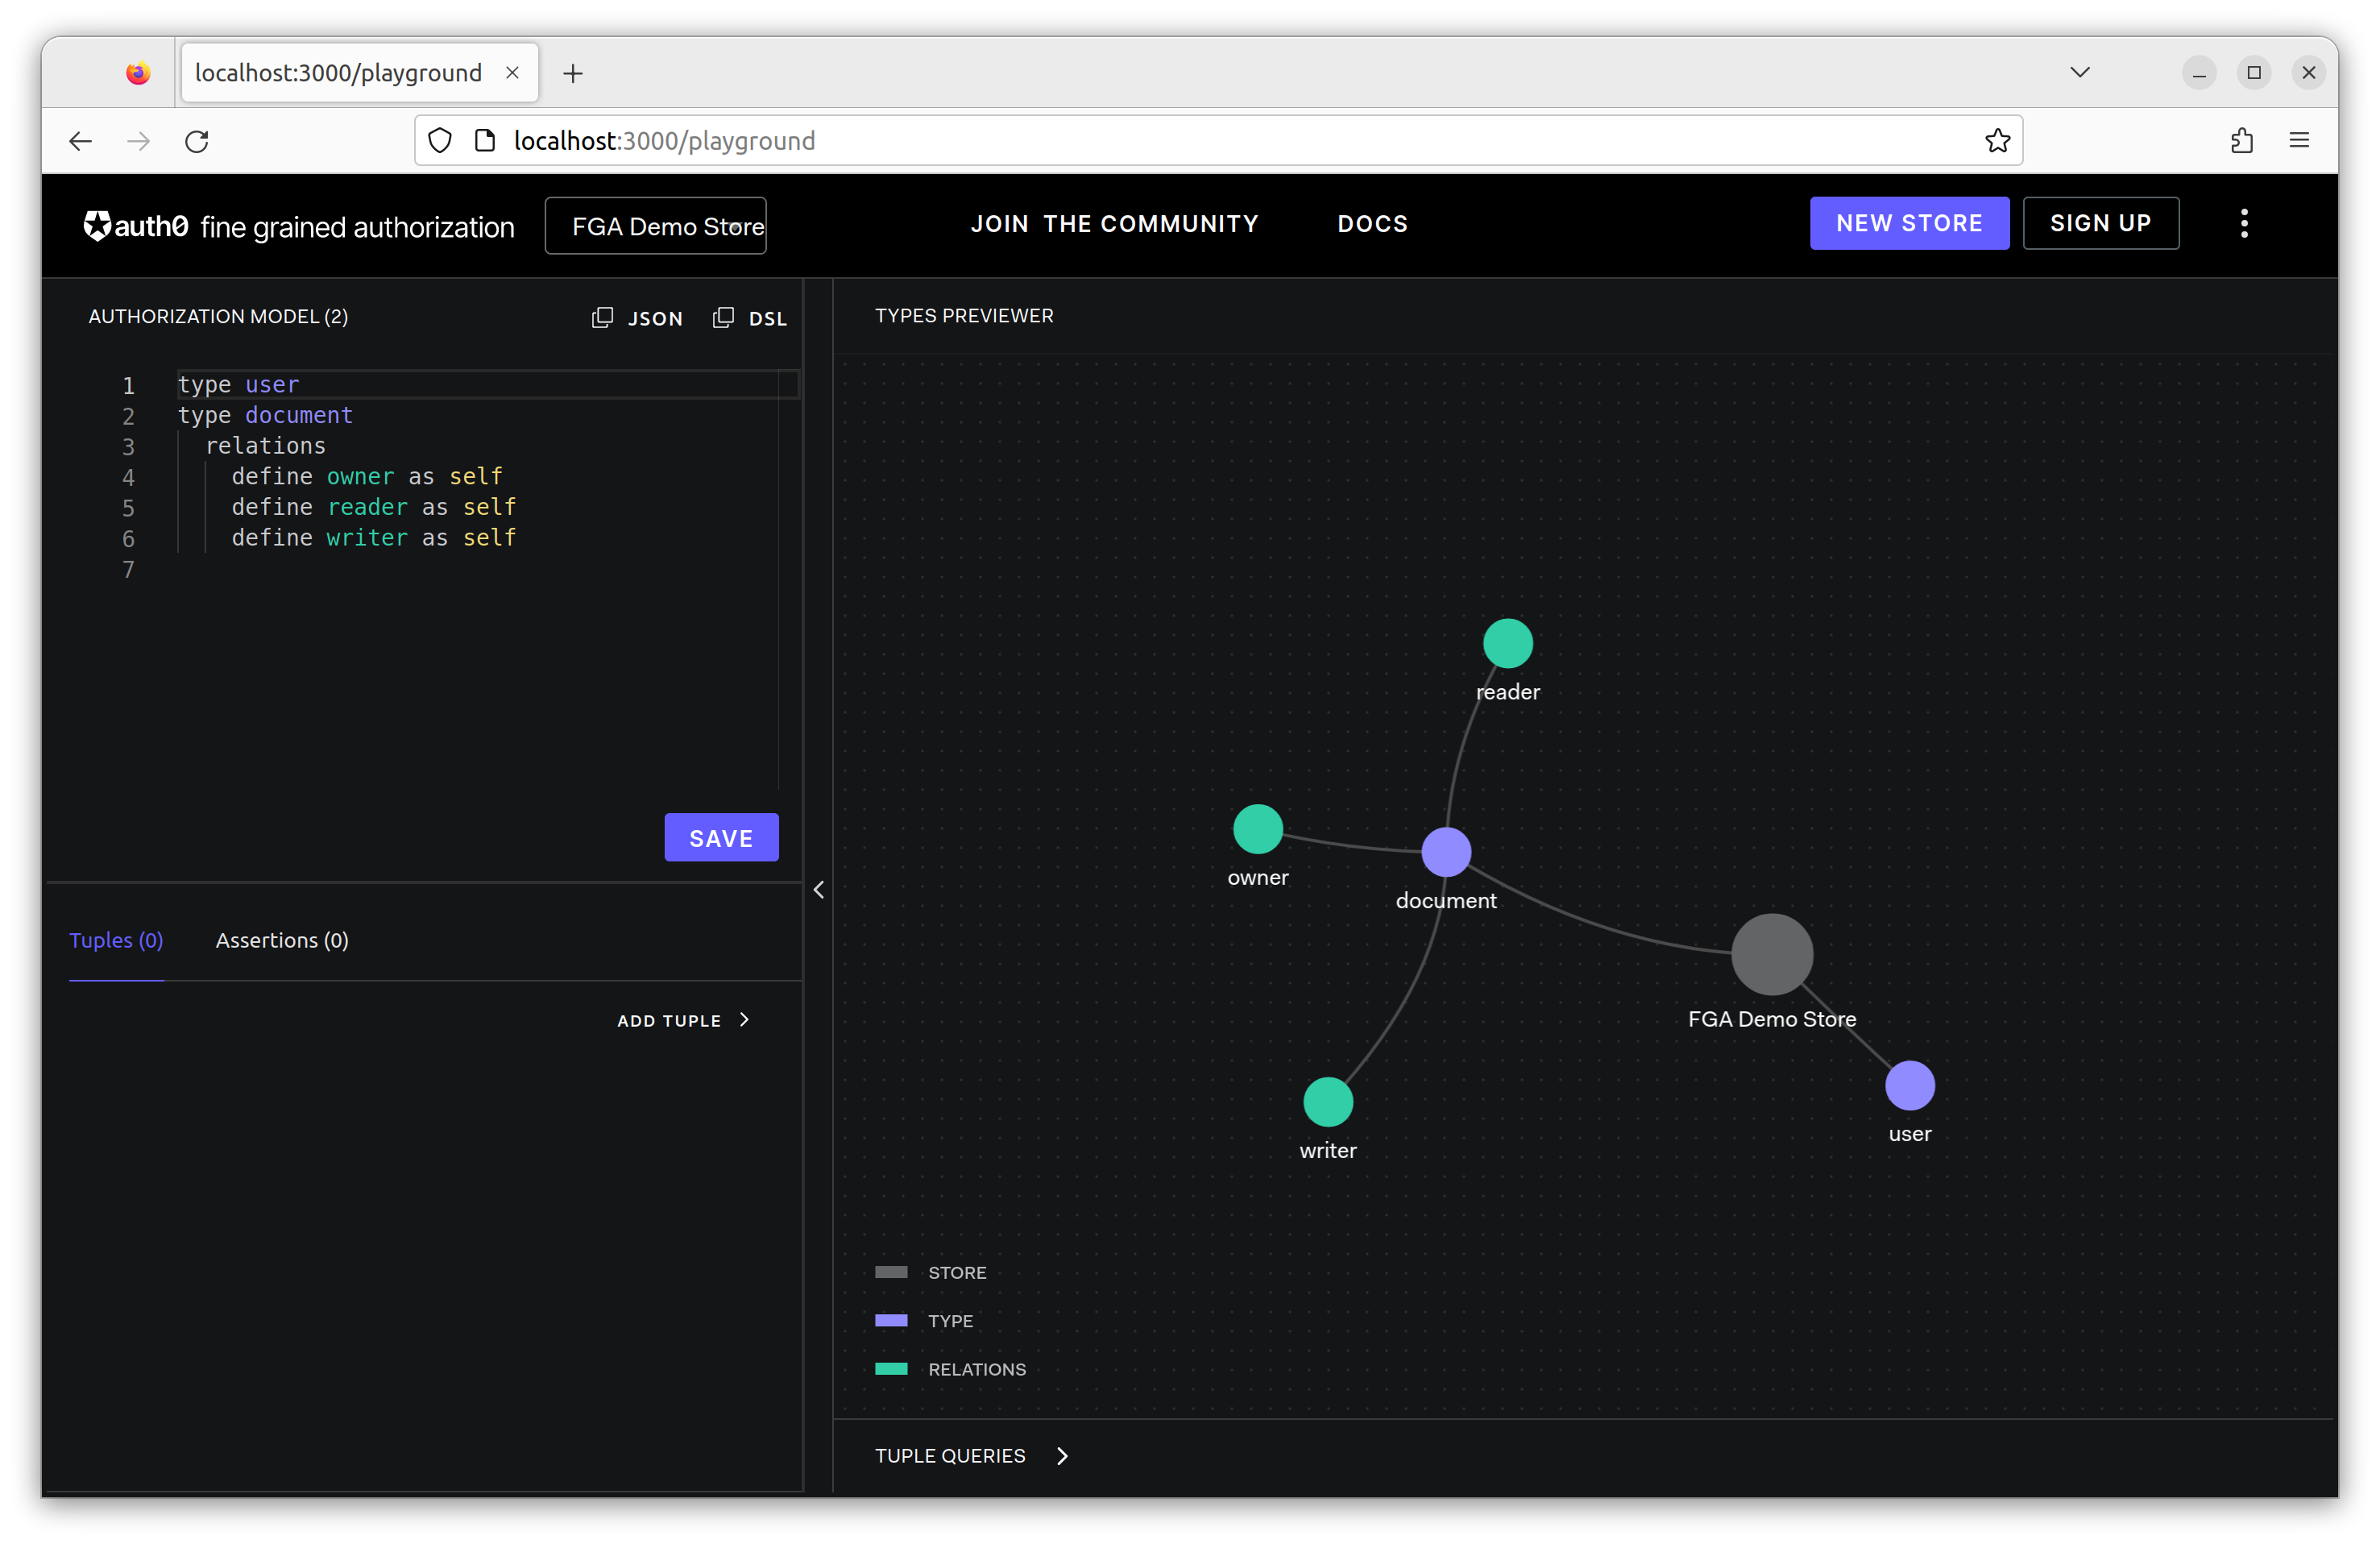 localhost:3000/playground
localhost:3000/playground
auth0 fine grained authorization
FGA Demo Store
JOIN THE COMMUNITY
DOCS
NEW STORE
SIGN UP
AUTHORIZATION MODEL (2)
JSON
DSL
1 type user
2 type document
3 relations
4 define owner as self
5 define reader as self
6 define writer as self
7
SAVE
Tuples (0)
Assertions (0)
ADD TUPLE
TYPES PREVIEWER
reader
owner
document
FGA Demo Store
user
writer
STORE
TYPE
RELATIONS
TUPLE QUERIES